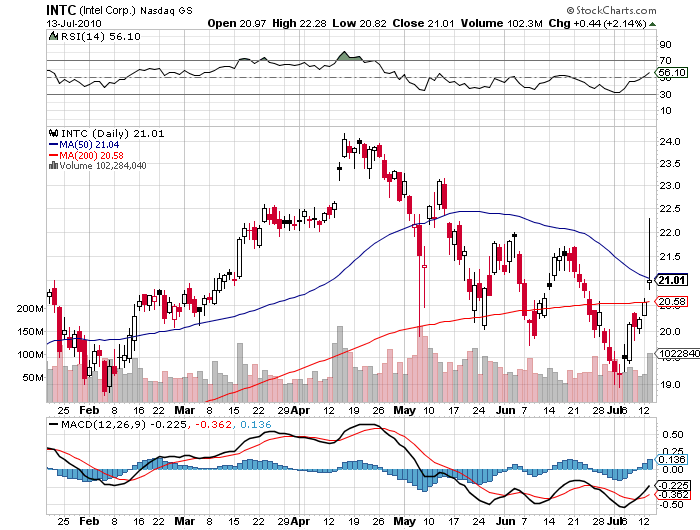 INTC (Intel Corp.) Nasdaq GS © StockCharts.com
13-Jul-2010 Open 20.97 High 22.28 Low 20.82 Close 21.01 Volume 102.3M Chg +0.44 (+2.14%)
RSI(14) 56.10
90
70
56.10
30
10
INTC (Daily) 21.01
MA(50) 21.04
MA(200) 20.58
Volume 102,284,040
24.0
23.5
23.0
22.5
22.0
21.5
21.01
20.58
200M
150M 20.0
100M 1022840
50M 19.0
25 Feb 8 16 22 Mar 8 15 22 29 Apr 12 19 26 May 10 17 24 Jun 7 14 21 28 Jul 6 12
MACD(12,26,9) -0.225, -0.362, 0.136
0.50
0.25
0.136
-0.225
-0.362
0.50
25 Feb 8 16 22 Mar 8 15 22 29 Apr 12 19 26 May 10 17 24 Jun 7 14 21 28 Jul 6 12